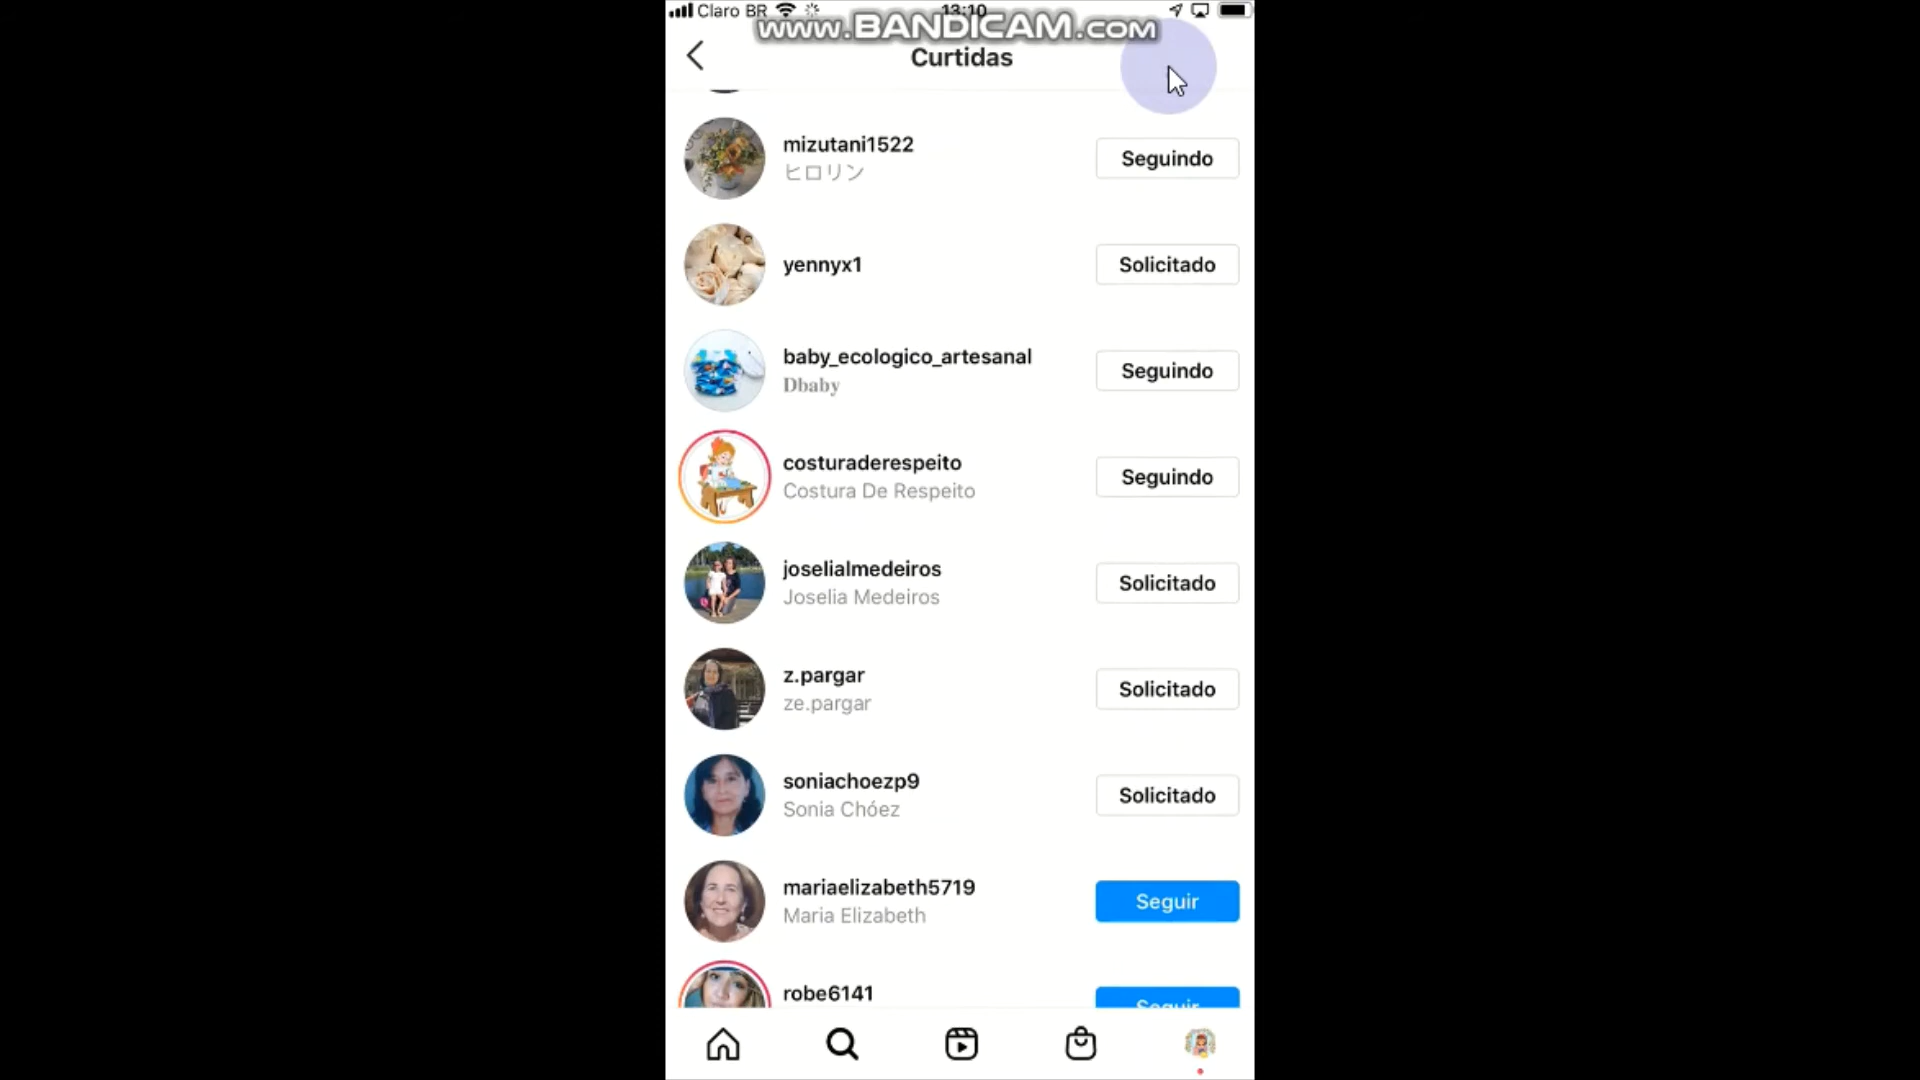 Claro BR
13:10
www.BANDICAM.com
Curtidas
mizutani1522
ヒロリン
Seguindo
yennyx1
Solicitado
baby_ecologico_artesanal
Dbaby
Seguindo
costuraderespeito
Costura De Respeito
Seguindo
joselialmedeiros
Joselia Medeiros
Solicitado
z.pargar
ze.pargar
Solicitado
soniachoezp9
Sonia Chóez
Solicitado
mariaelizabeth5719
Maria Elizabeth
Seguir
robe6141
Seguir